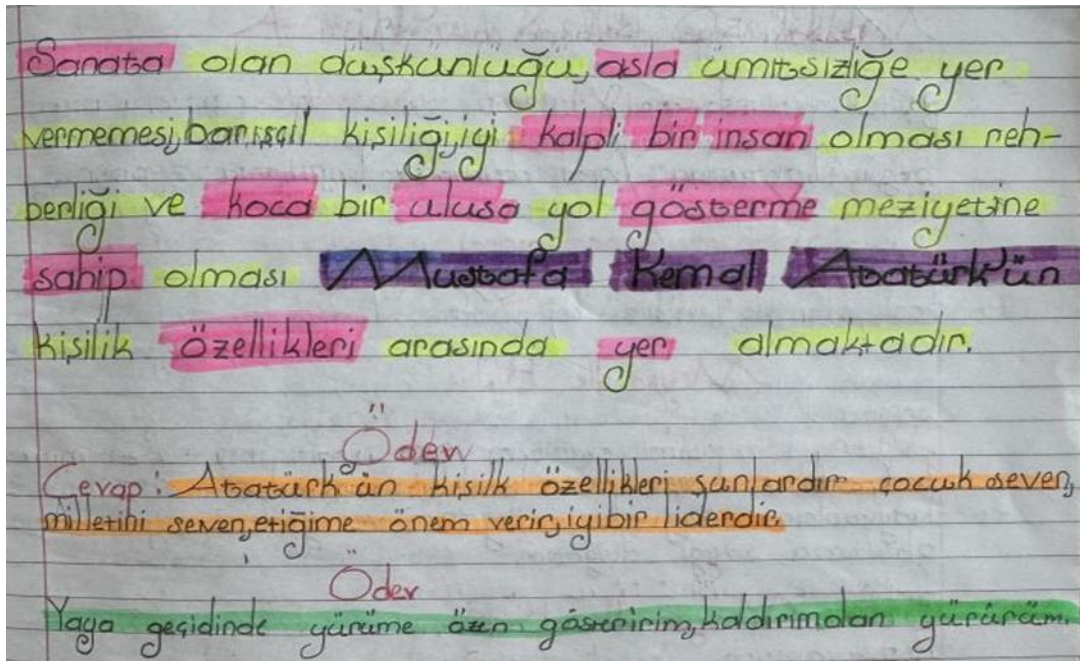 Sanata olan düşkünlüğü, asla ümitsizliğe yer
vermemesi, barışçıl kişiliği, iyi kalpli bir insan olması reh-
berliği ve koca bir ulusa yol gösterme meziyetine
sahip olması Mustafa Kemal Atatürk'ün
kişilik özellikleri arasında yer almaktadır.
Ödev
Cevap: Atatürk'ün kişilk özellikleri şunlardır çocuk seven,
milletini seven, etiğime önem verir, iyi bir liderdir.
Ödev
Yaya geçidinde yürüme özen gösteririm, kaldırımdan yürürüm.